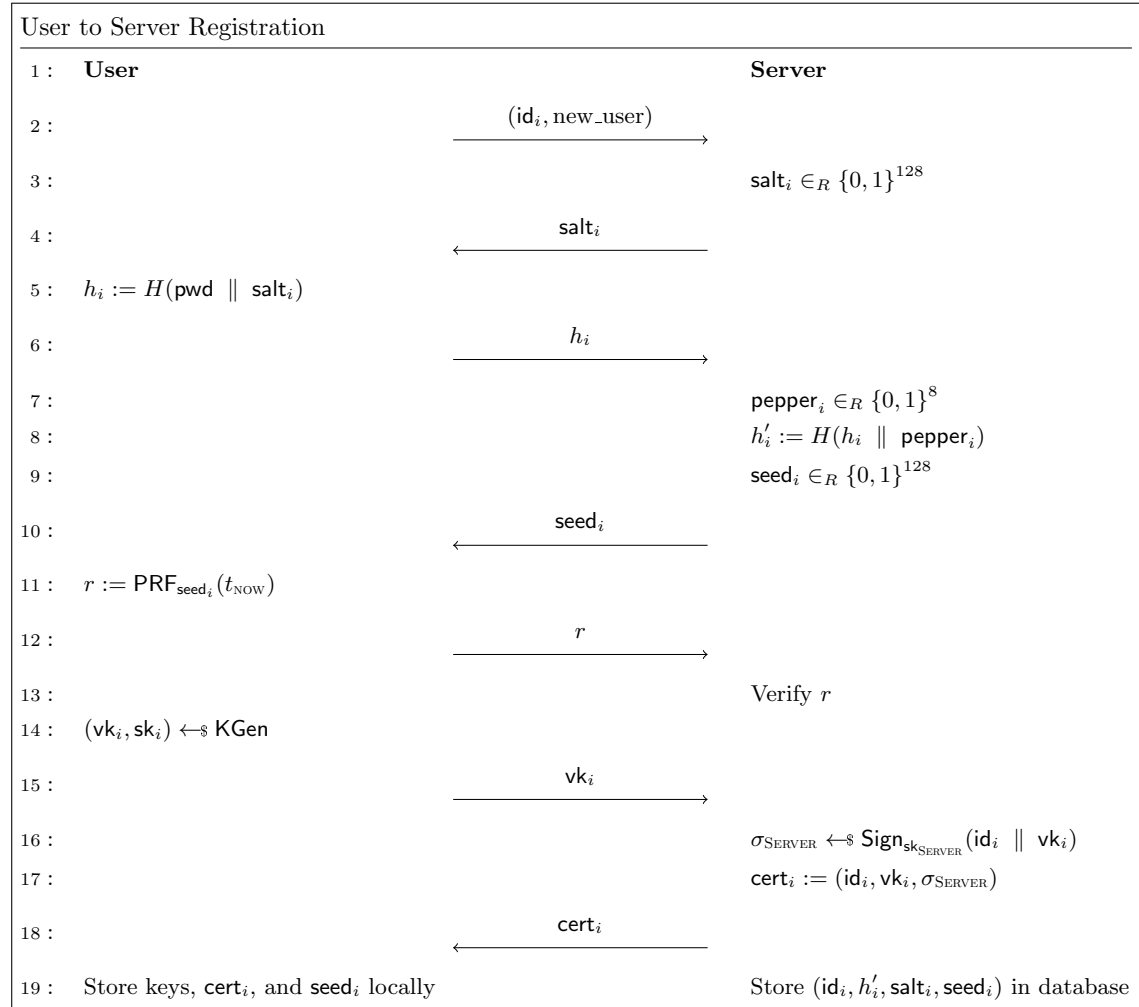 User to Server Registration
1 : User Server
2 : (id_i, new_user)
3 : salt_i ∈_R {0, 1}^128
4 : salt_i
5 : h_i := H(pwd ∥ salt_i)
6 : h_i
7 : pepper_i ∈_R {0, 1}^8
8 : h′_i := H(h_i ∥ pepper_i)
9 : seed_i ∈_R {0, 1}^128
10 : seed_i
11 : r := PRF_seed_i(t_NOW)
12 : r
13 : Verify r
14 : (vk_i, sk_i) ←$ KGen
15 : vk_i
16 : σ_SERVER ←$ Sign_sk_SERVER(id_i ∥ vk_i)
17 : cert_i := (id_i, vk_i, σ_SERVER)
18 : cert_i
19 : Store keys, cert_i, and seed_i locally Store (id_i, h′_i, salt_i, seed_i) in database